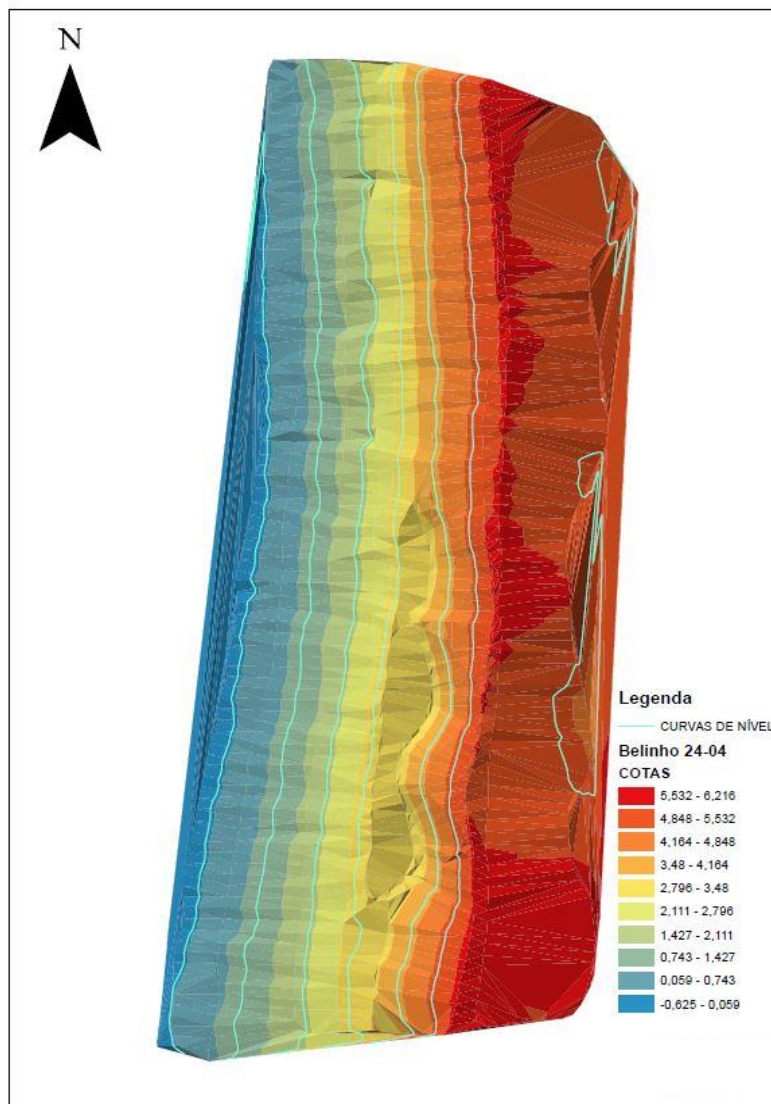 N
Legenda
CURVAS DE NÍVEL
Belinho 24-04
COTAS
5,532 - 6,216
4,848 - 5,532
4,164 - 4,848
3,48 - 4,164
2,796 - 3,48
2,111 - 2,796
1,427 - 2,111
0,743 - 1,427
0,059 - 0,743
-0,625 - 0,059